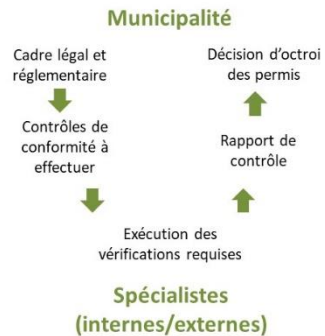 Municipalité
Cadre légal et
réglementaire
Décision d'octroi
des permis
Contrôles de
conformité à
effectuer
Rapport de
contrôle
Exécution des
vérifications requises
Spécialistes
(internes/externes)